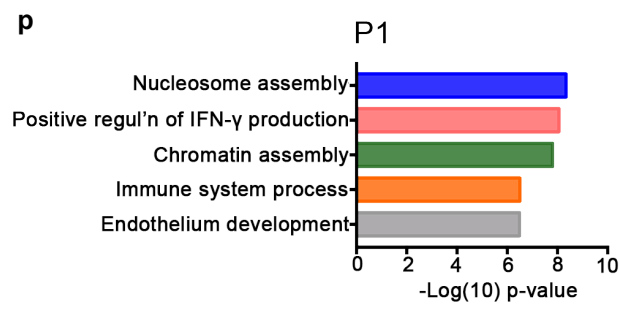 p
P1
Nucleosome assembly
Positive regul'n of IFN-γ production
Chromatin assembly
Immune system process
Endothelium development
0 2 4 6 8 10
-Log(10) p-value